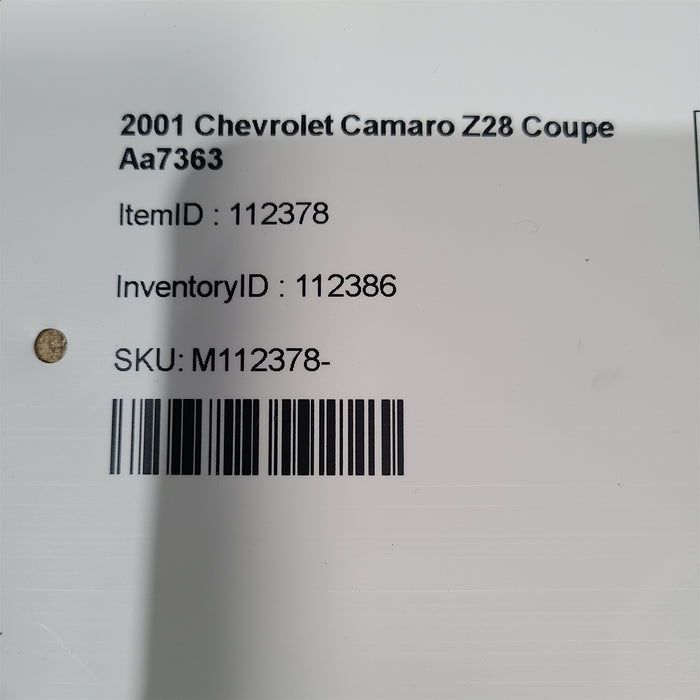 2001 Chevrolet Camaro Z28 Coupe
Aa7363
ItemID : 112378
InventoryID : 112386
SKU: M112378-